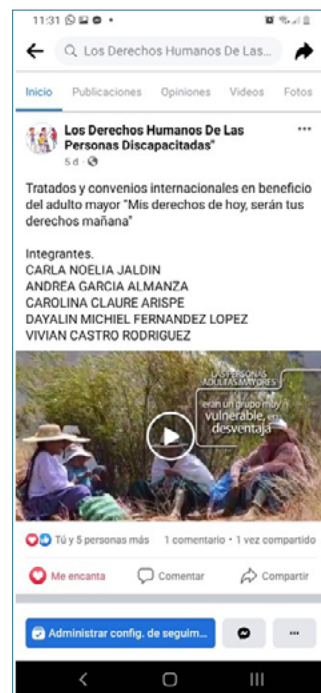 11:31
Los Derechos Humanos De Las...
Inicio Publicaciones Opiniones Videos Fotos
Los Derechos Humanos De Las
Personas Discapacitadas"
5 d
Tratados y convenios internacionales en beneficio
del adulto mayor "Mis derechos de hoy, serán tus
derechos mañana"
Integrantes.
CARLA NOELIA JALDIN
ANDREA GARCIA ALMANZA
CAROLINA CLAURE ARISPE
DAYALIN MICHIEL FERNANDEZ LOPEZ
VIVIAN CASTRO RODRIGUEZ
LAS PERSONAS
ADULTAS MAYORES
eran un grupo muy
vulnerable, en
desventaja
Tú y 5 personas más 1 comentario • 1 vez compartido
Me encanta Comentar Compartir
Administrar config. de seguim...